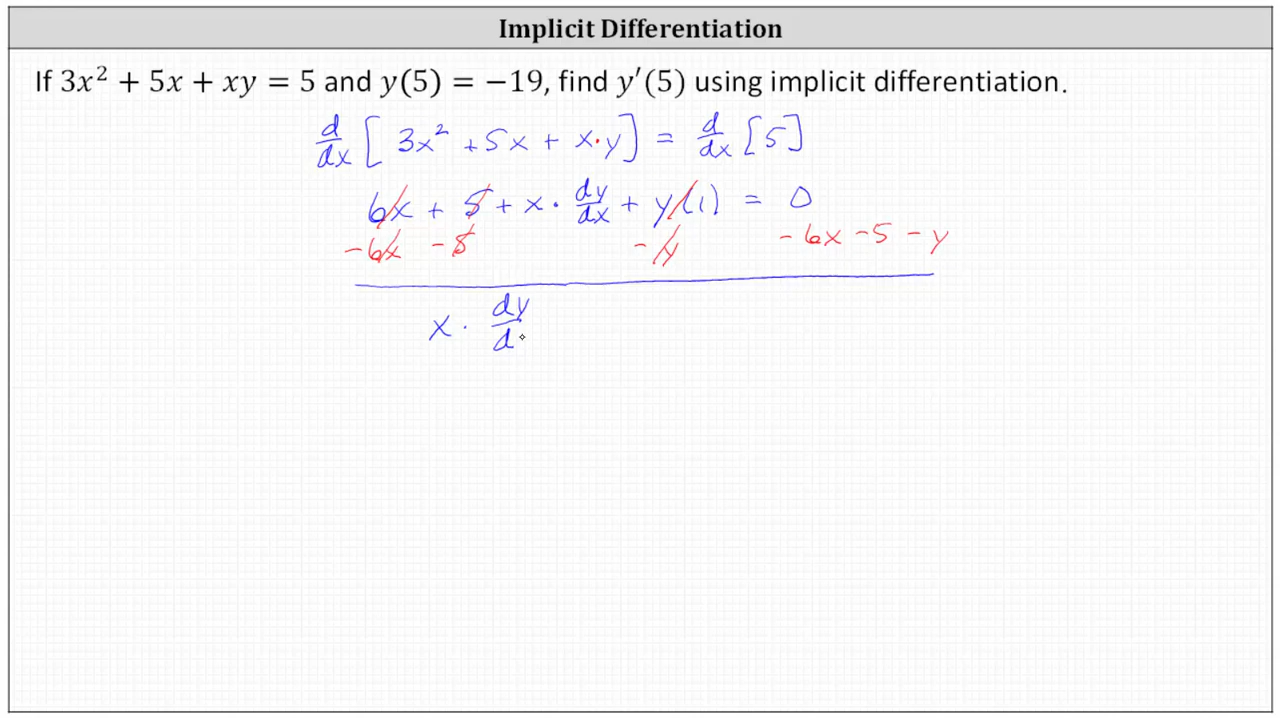 Implicit Differentiation
If 3x² + 5x + xy = 5 and y(5) = −19, find y′(5) using implicit differentiation.
d/dx [ 3x² + 5x + x·y ] = d/dx [5]
6x + 5 + x · dy/dx + y(1) = 0
−6x −5 −y −6x −5 −y
x · dy/d